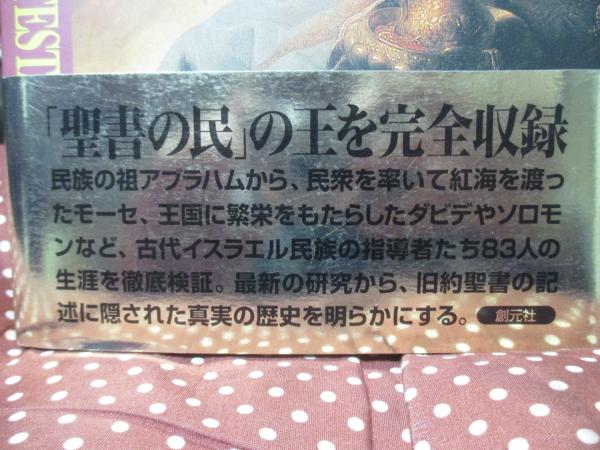 TEST
「聖書の民」の王を完全収録
民族の祖アブラハムから、民衆を率いて紅海を渡っ
たモーセ、王国に繁栄をもたらしたダビデやソロモ
ンなど、古代イスラエル民族の指導者たち83人の
生涯を徹底検証。最新の研究から、旧約聖書の記
述に隠された真実の歴史を明らかにする。 創元社